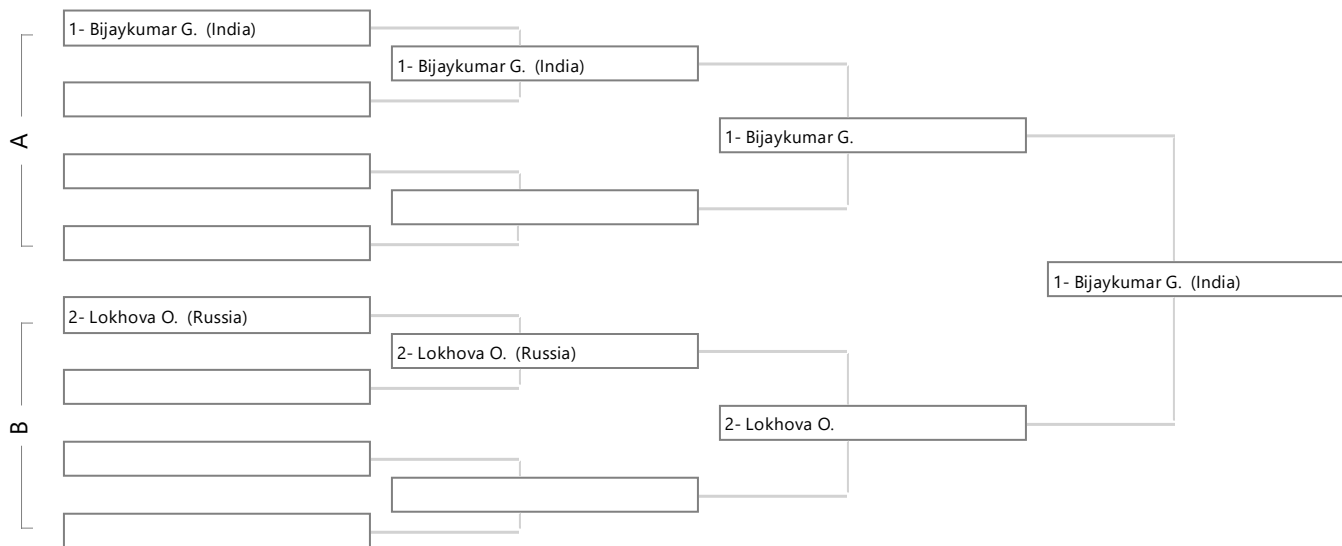 1- Bijaykumar G. (India)
1- Bijaykumar G. (India)
A
1- Bijaykumar G.
1- Bijaykumar G. (India)
2- Lokhova O. (Russia)
2- Lokhova O. (Russia)
B
2- Lokhova O.